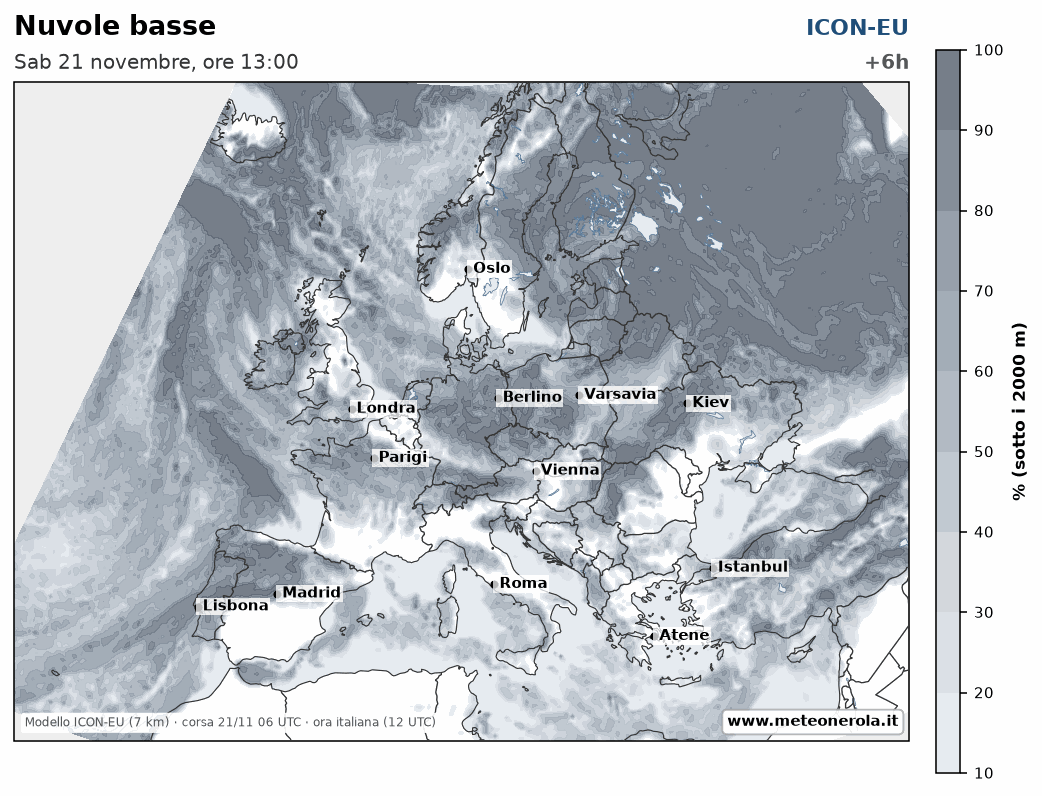 Nuvole basse
ICON-EU
Sab 21 novembre, ore 13:00
+6h
100
90
80
70
60
50
40
30
20
10
% (sotto i 2000 m)
Oslo
Berlino
Varsavia
Kiev
Londra
Parigi
Vienna
Istanbul
Roma
Madrid
Lisbona
Atene
Modello ICON-EU (7 km) · corsa 21/11 06 UTC · ora italiana (12 UTC)
www.meteonerola.it